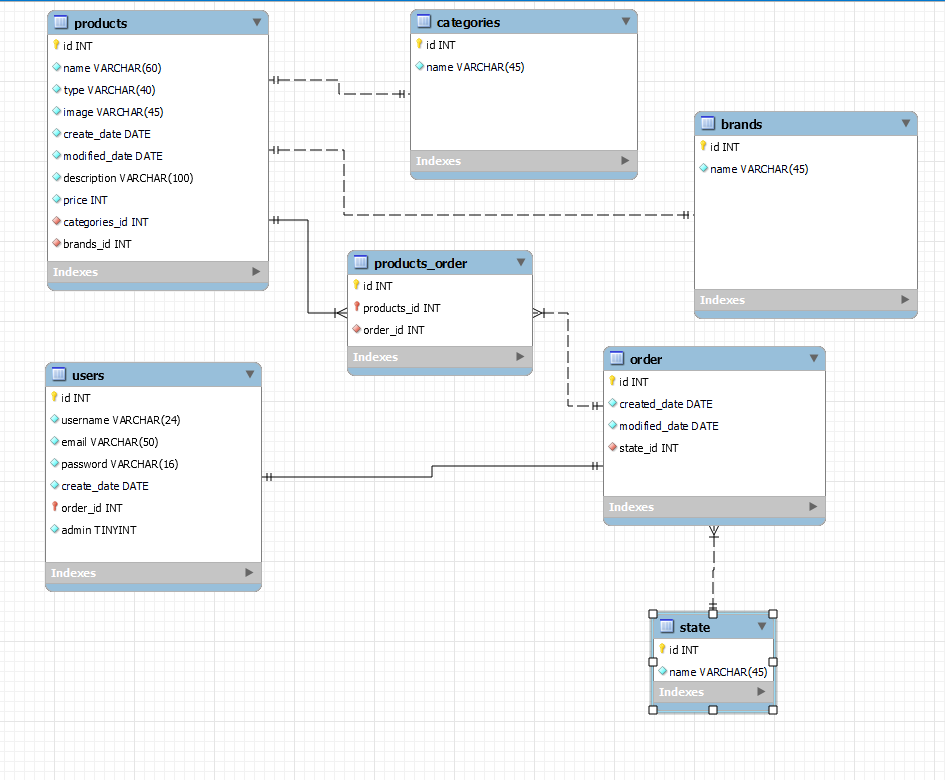 products
id INT
name VARCHAR(60)
type VARCHAR(40)
image VARCHAR(45)
create_date DATE
modified_date DATE
description VARCHAR(100)
price INT
categories_id INT
brands_id INT
Indexes
categories
id INT
name VARCHAR(45)
Indexes
brands
id INT
name VARCHAR(45)
Indexes
products_order
id INT
products_id INT
order_id INT
Indexes
users
id INT
username VARCHAR(24)
email VARCHAR(50)
password VARCHAR(16)
create_date DATE
order_id INT
admin TINYINT
Indexes
order
id INT
created_date DATE
modified_date DATE
state_id INT
Indexes
state
id INT
name VARCHAR(45)
Indexes